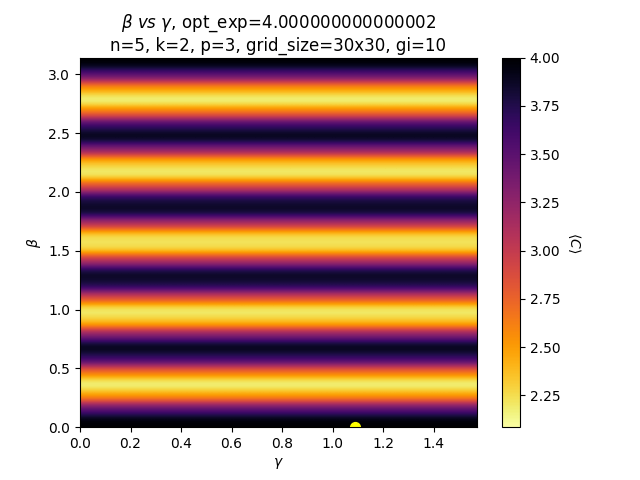 β vs γ, opt_exp=4.000000000000002
n=5, k=2, p=3, grid_size=30x30, gi=10
3.0
2.5
2.0
1.5
1.0
0.5
0.0
β
0.0 0.2 0.4 0.6 0.8 1.0 1.2 1.4
γ
4.00
3.75
3.50
3.25
3.00
2.75
2.50
2.25
⟨C⟩